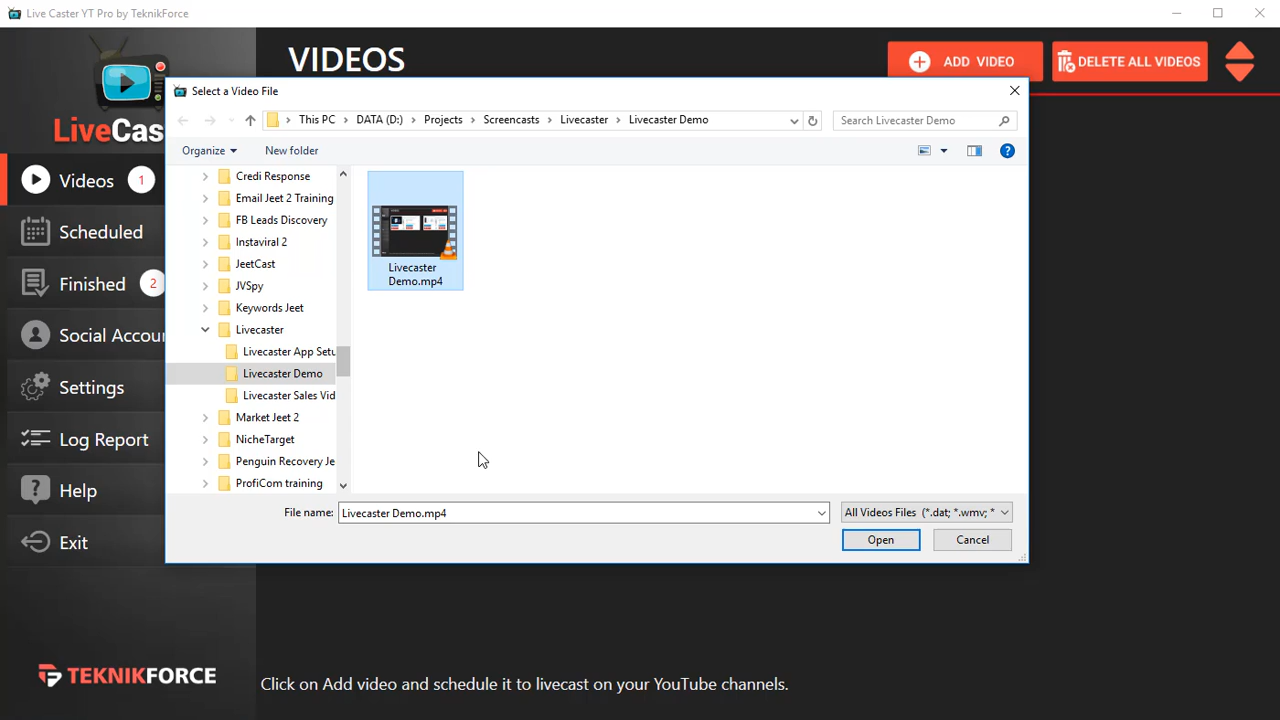 Live Caster YT Pro by TeknikForce
VIDEOS
ADD VIDEO
DELETE ALL VIDEOS
LiveCas
Videos 1
Scheduled
Finished 2
Social Accour
Settings
Log Report
Help
Exit
TEKNIKFORCE
Select a Video File
This PC > DATA (D:) > Projects > Screencasts > Livecaster > Livecaster Demo
Search Livecaster Demo
Organize
New folder
Credi Response
Email Jeet 2 Training
FB Leads Discovery
Instaviral 2
JeetCast
JVSpy
Keywords Jeet
Livecaster
Livecaster App Setu
Livecaster Demo
Livecaster Sales Vid
Market Jeet 2
NicheTarget
Penguin Recovery Je
ProfiCom training
Livecaster
Demo.mp4
File name: Livecaster Demo.mp4
All Videos Files (*.dat; *.wmv; *
Open
Cancel
Click on Add video and schedule it to livecast on your YouTube channels.